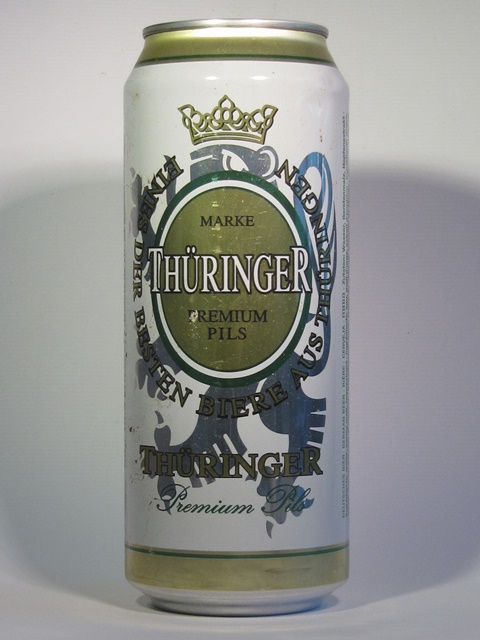 EINES DER BESTEN BIERE AUS THÜRINGEN
MARKE
THÜRINGER
PREMIUM
PILS
THÜRINGER
Premium Pils